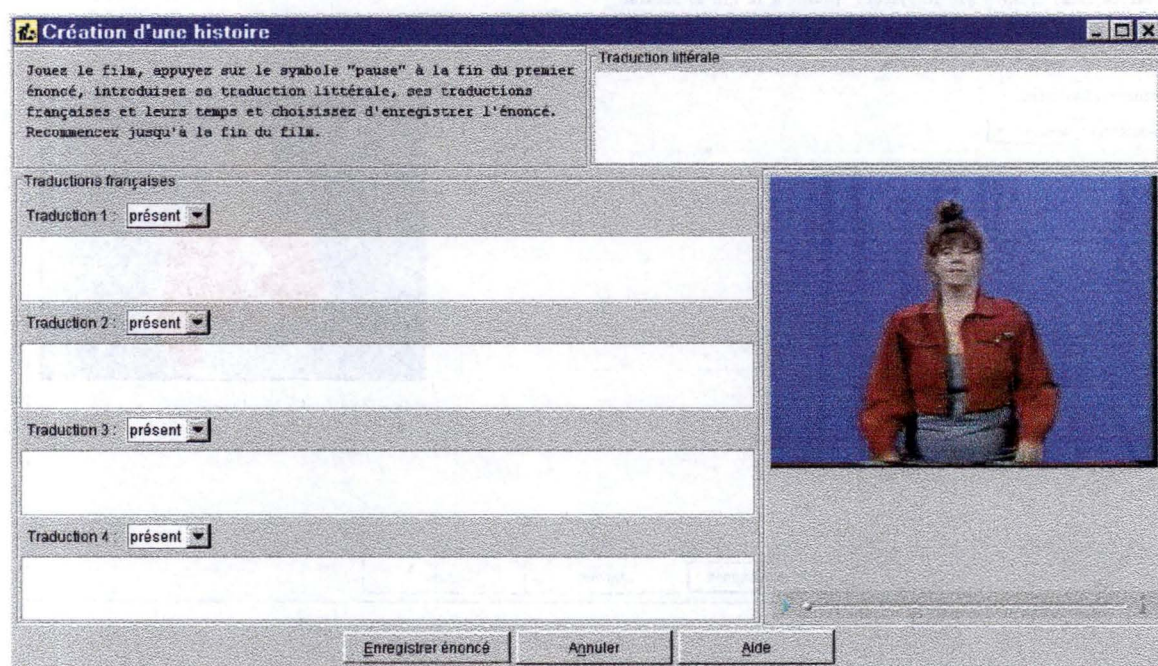 Création d'une histoire
Jouez le film, appuyez sur le symbole "pause" à la fin du premier
énoncé, introduisez sa traduction littérale, ses traductions
françaises et leurs temps et choisissez d'enregistrer l'énoncé.
Recommencez jusqu'à la fin du film.
Traduction littérale
Traductions françaises
Traduction 1 : présent
Traduction 2 : présent
Traduction 3 : présent
Traduction 4 : présent
Enregistrer énoncé Annuler Aide